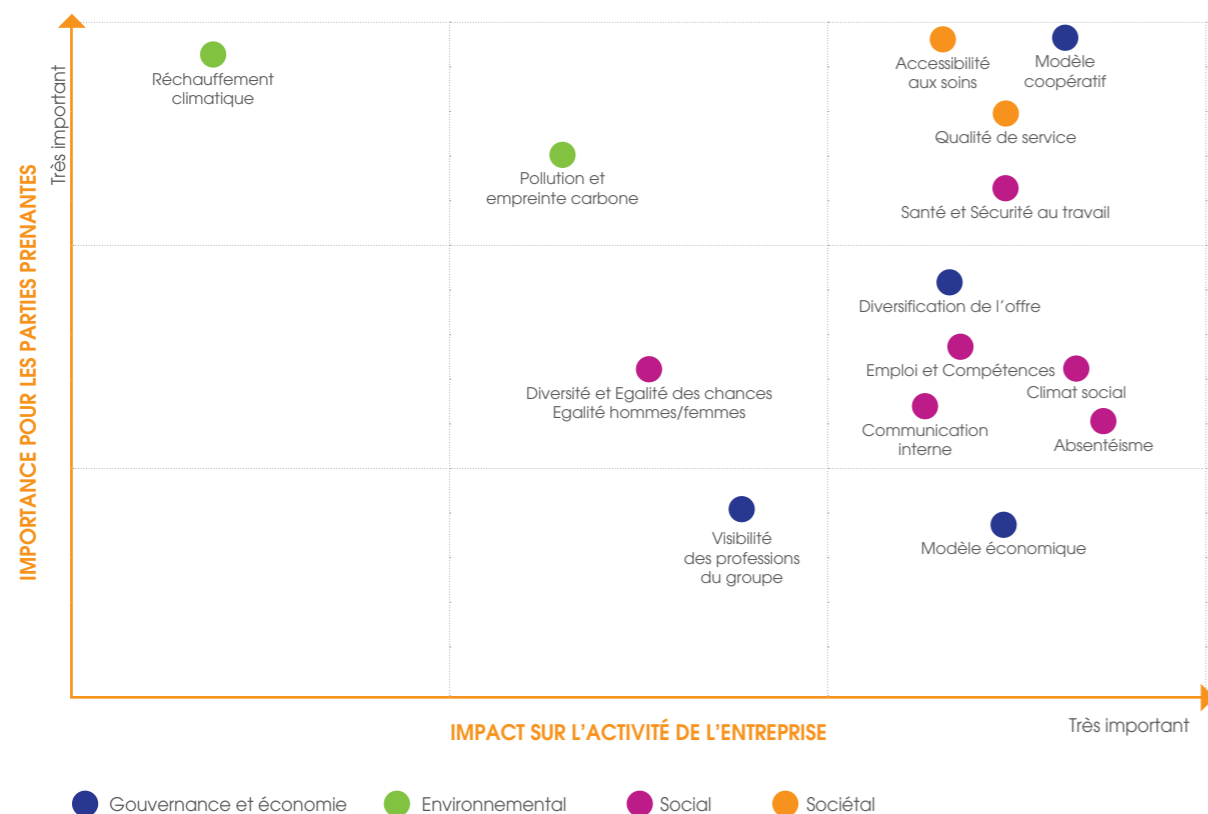 Très important
IMPORTANCE POUR LES PARTIES PRENANTES
Réchauffement
climatique
Accessibilité
aux soins
Modèle
coopératif
Qualité de service
Pollution et
empreinte carbone
Santé et Sécurité au travail
Diversification de l'offre
Emploi et Compétences
Climat social
Diversité et Egalité des chances
Egalité hommes/femmes
Communication
interne
Absentéisme
Visibilité
des professions
du groupe
Modèle économique
IMPACT SUR L'ACTIVITÉ DE L'ENTREPRISE
Très important
Gouvernance et économie
Environnemental
Social
Sociétal